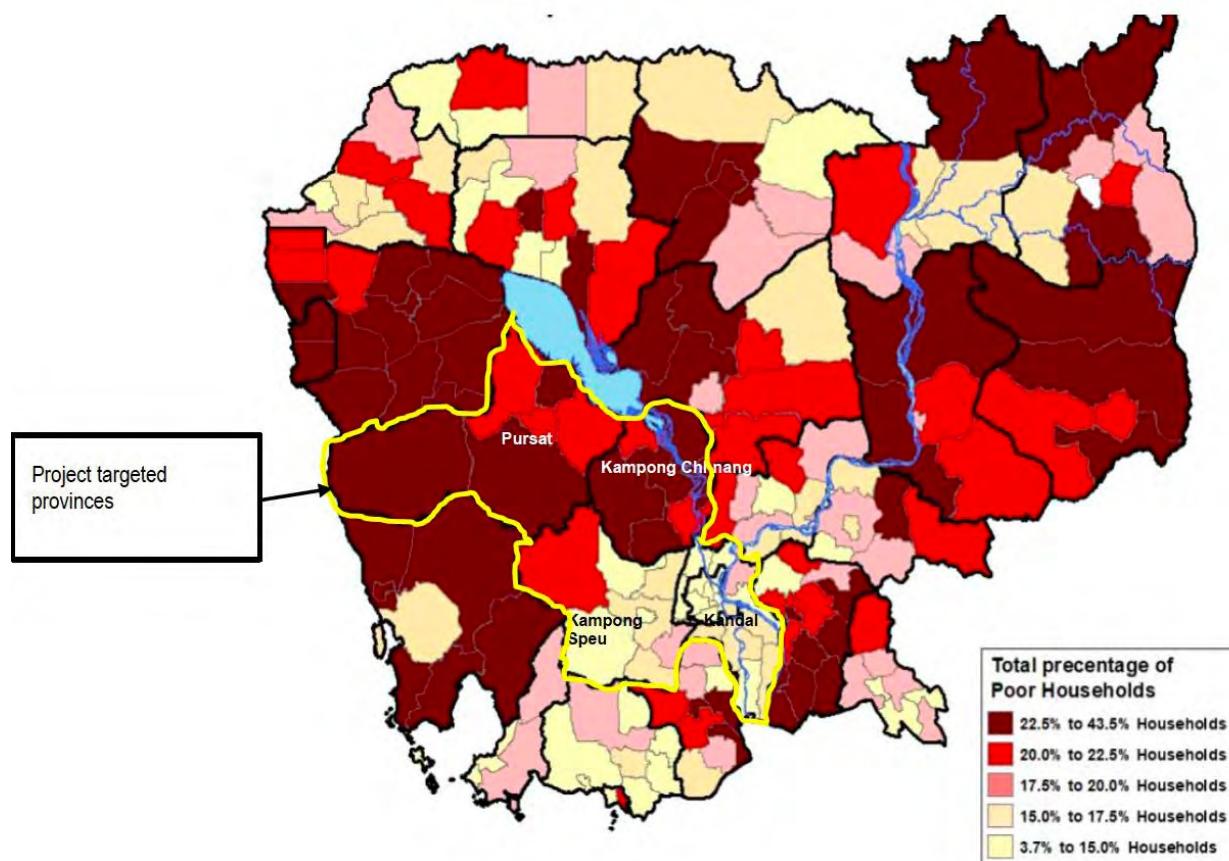 Project targeted
provinces
Pursat
Kampong Chhnang
Kampong
Speu
Kandal
Total precentage of
Poor Households
22.5% to 43.5% Households
20.0% to 22.5% Households
17.5% to 20.0% Households
15.0% to 17.5% Households
3.7% to 15.0% Households